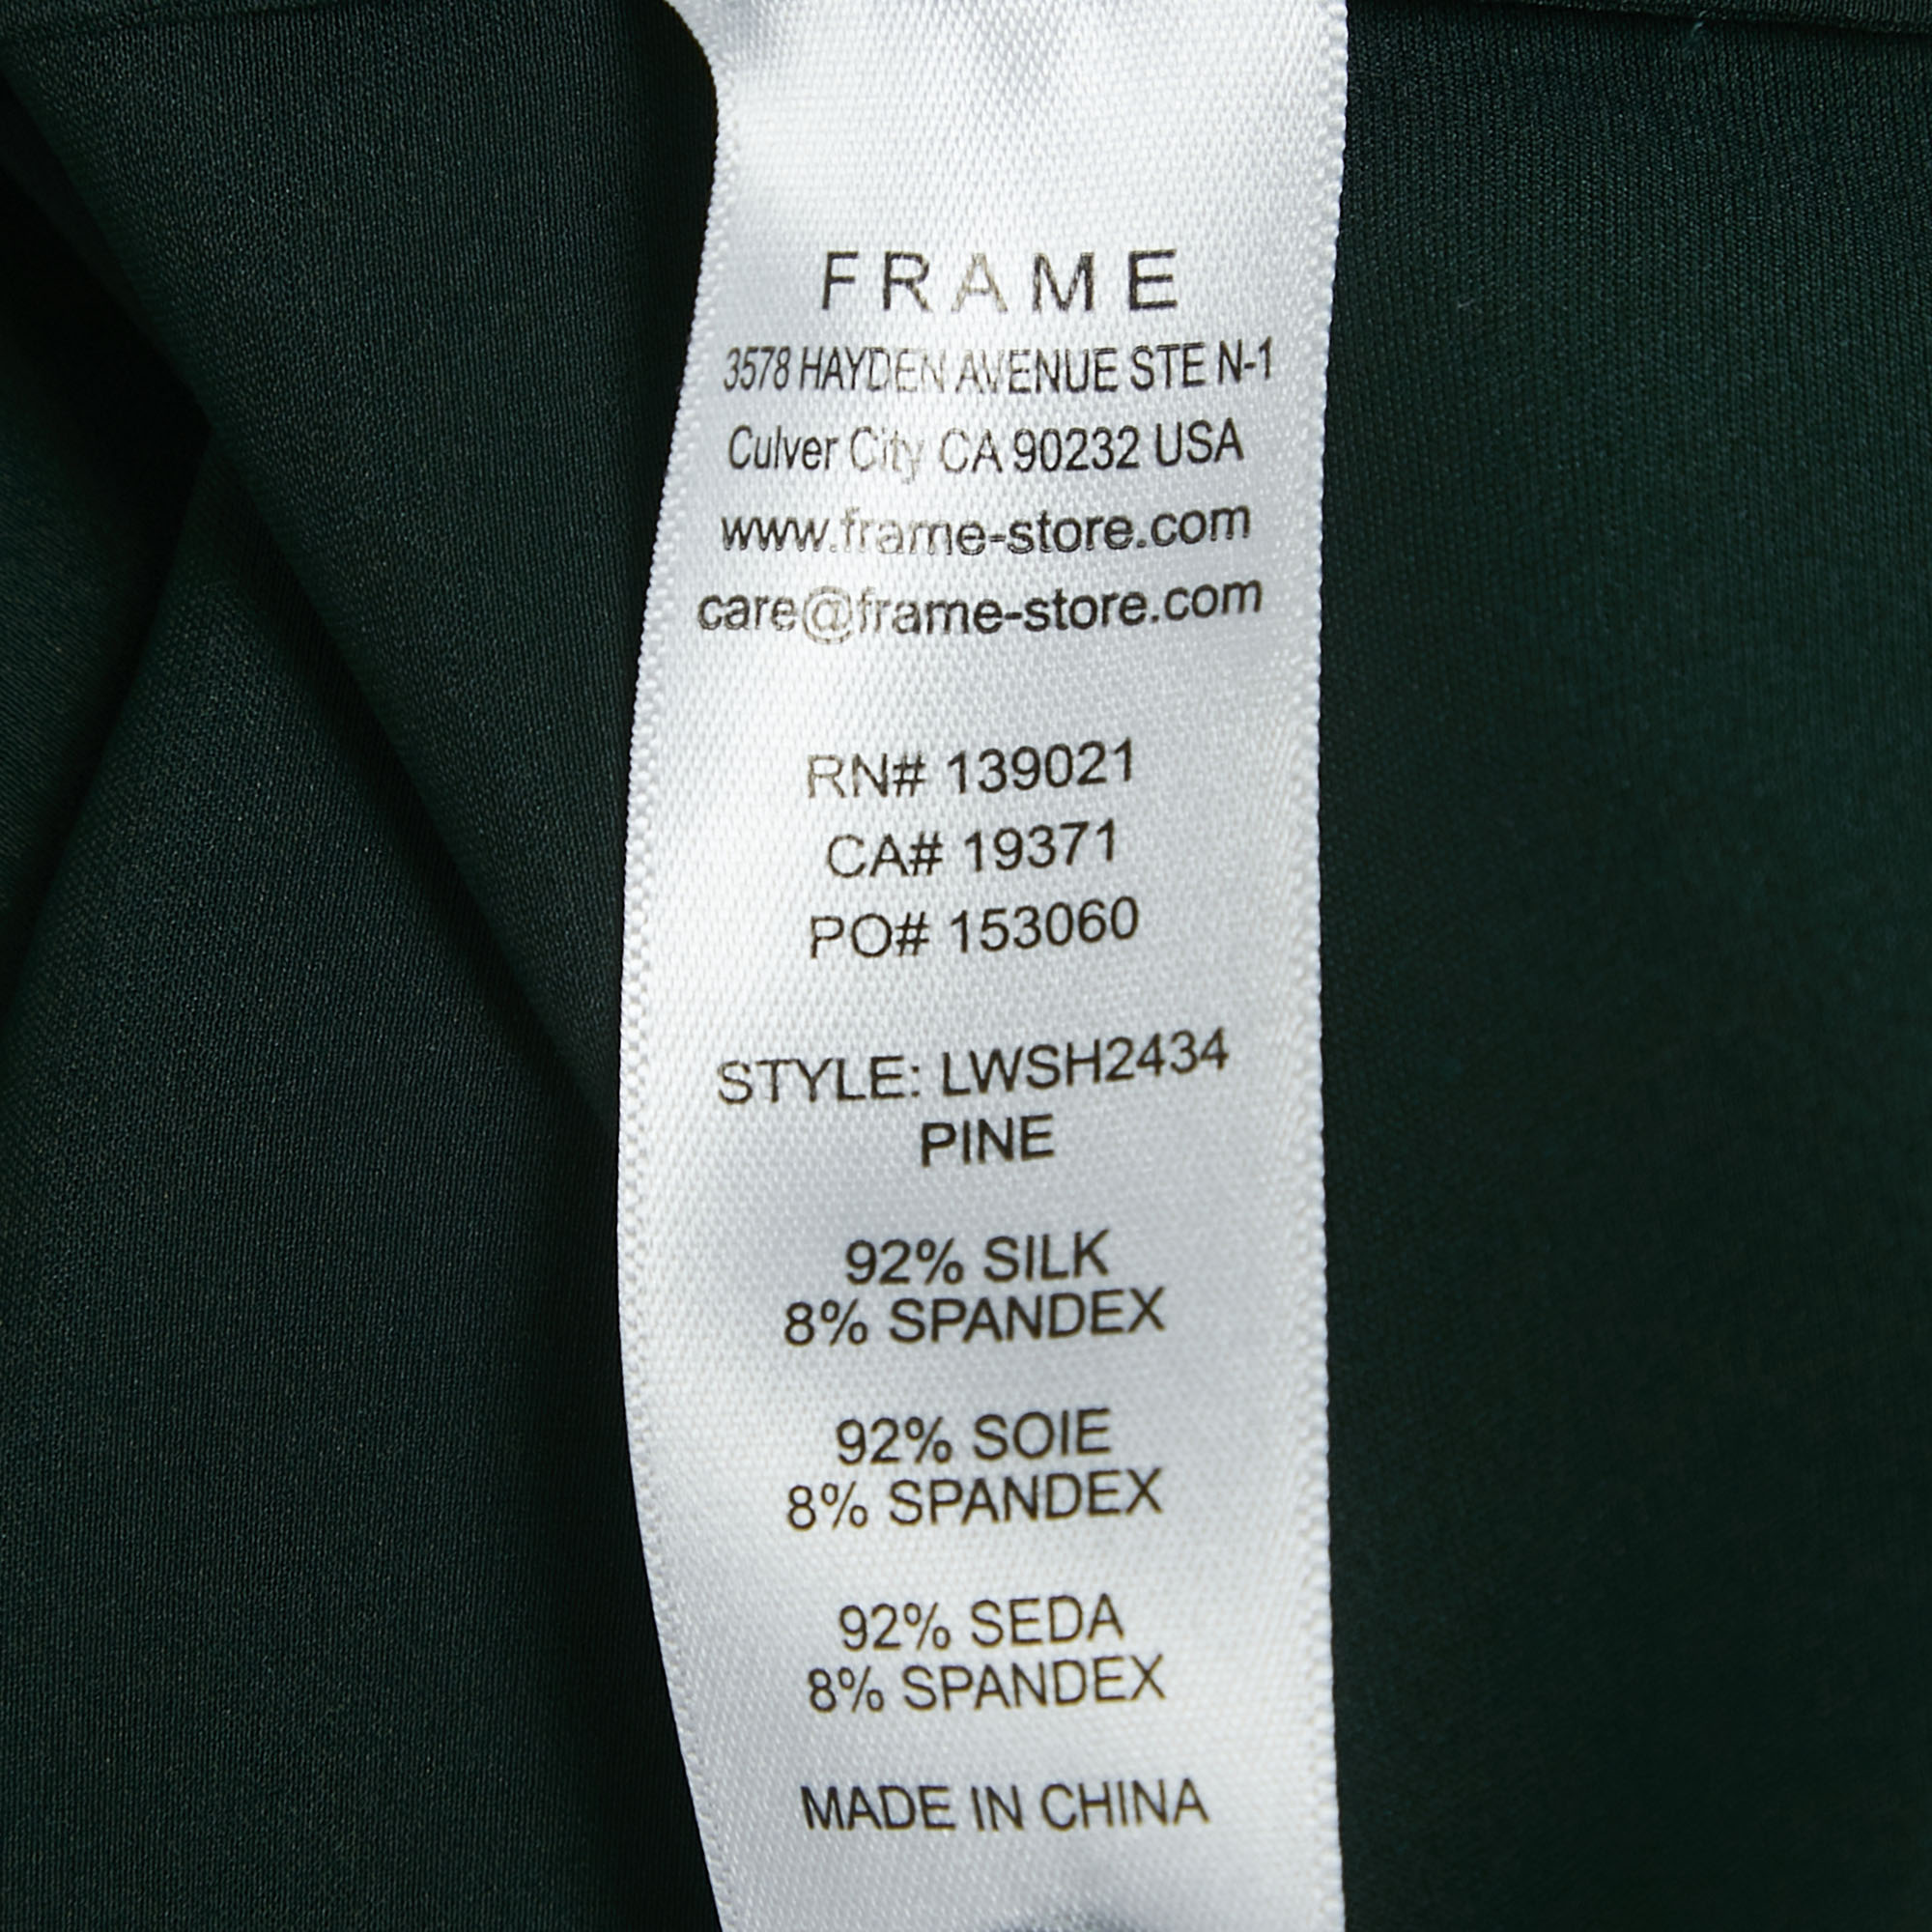 FRAME
3578 HAYDEN AVENUE STE N-1
Culver City CA 90232 USA
www.frame-store.com
care@frame-store.com
RN# 139021
CA# 19371
PO# 153060
STYLE: LWSH2434
PINE
92% SILK
8% SPANDEX
92% SOIE
8% SPANDEX
92% SEDA
8% SPANDEX
MADE IN CHINA